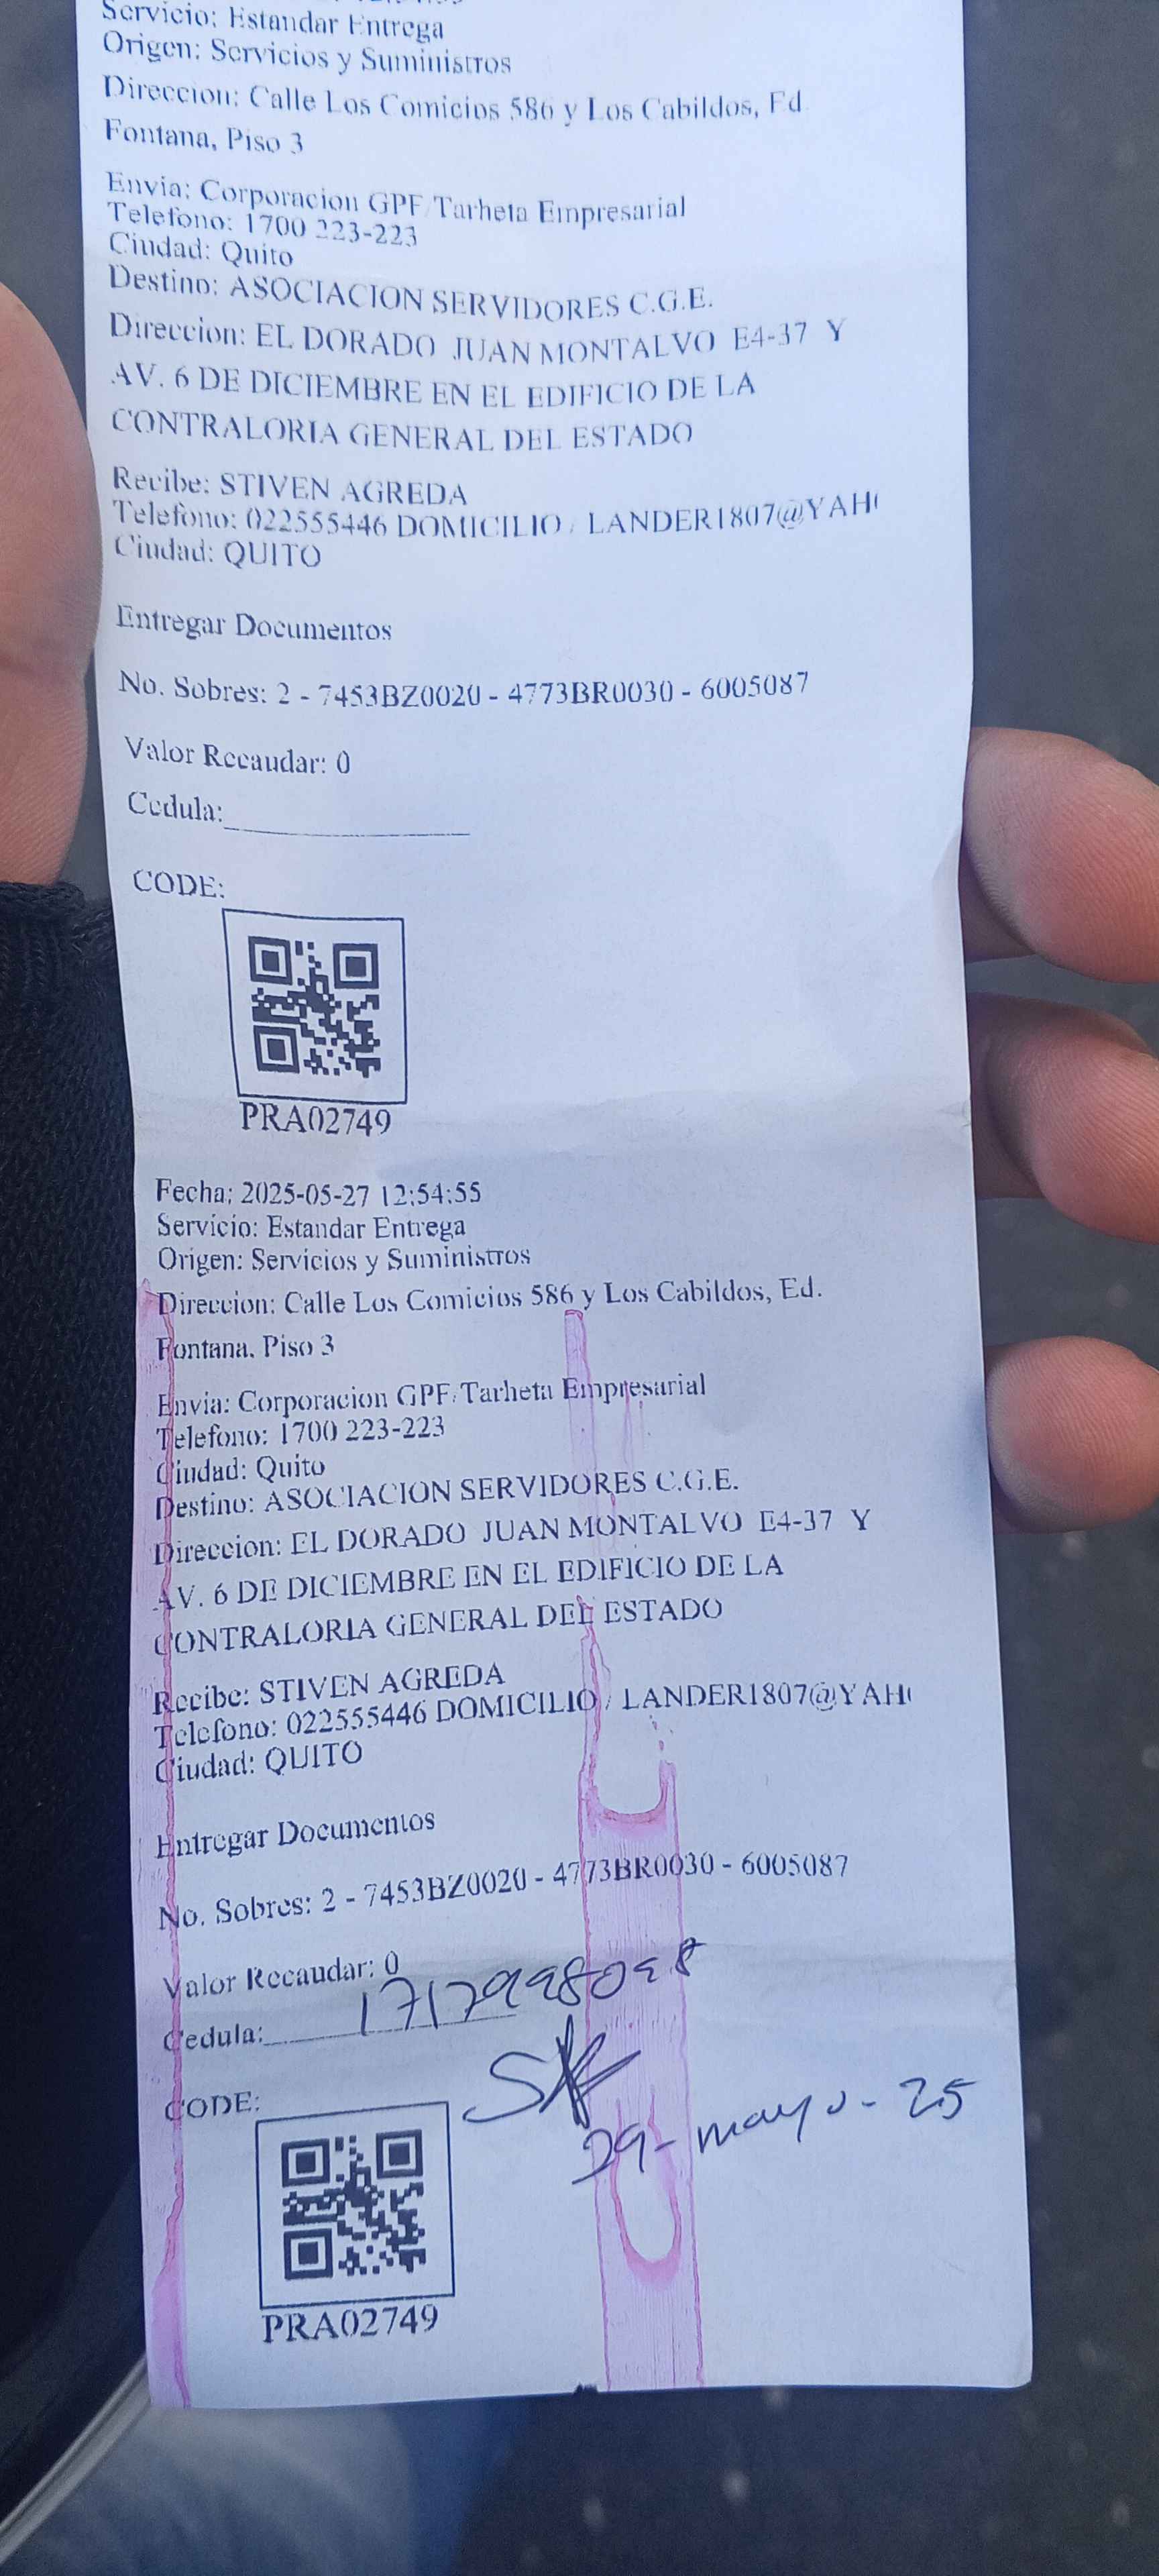 Servicio: Estandar Entrega
Origen: Servicios y Suministros
Direccion: Calle Los Comicios 586 y Los Cabildos, Ed.
Fontana, Piso 3
Envia: Corporacion GPF/Tarheta Empresarial
Telefono: 1700 223-223
Ciudad: Quito
Destino: ASOCIACION SERVIDORES C.G.E.
Direccion: EL DORADO JUAN MONTALVO E4-37 Y
AV. 6 DE DICIEMBRE EN EL EDIFICIO DE LA
CONTRALORIA GENERAL DEL ESTADO
Recibe: STIVEN AGREDA
Telefono: 022555446 DOMICILIO / LANDER1807@YAH
Ciudad: QUITO
Entregar Documentos
No. Sobres: 2 - 7453BZ0020 - 4773BR0030 - 6005087
Valor Recaudar: 0
Cedula:
CODE:
PRA02749
Fecha: 2025-05-27 12:54:55
Servicio: Estandar Entrega
Origen: Servicios y Suministros
Direccion: Calle Los Comicios 586 y Los Cabildos, Ed.
Fontana, Piso 3
Envia: Corporacion GPF/Tarheta Empresarial
Telefono: 1700 223-223
Ciudad: Quito
Destino: ASOCIACION SERVIDORES C.G.E.
Direccion: EL DORADO JUAN MONTALVO E4-37 Y
AV. 6 DE DICIEMBRE EN EL EDIFICIO DE LA
CONTRALORIA GENERAL DEL ESTADO
Recibe: STIVEN AGREDA
Telefono: 022555446 DOMICILIO / LANDER1807@YAH
Ciudad: QUITO
Entregar Documentos
No. Sobres: 2 - 7453BZ0020 - 4773BR0030 - 6005087
Valor Recaudar: 0
Cedula: 1717998098
CODE:
29-mayo-25
PRA02749